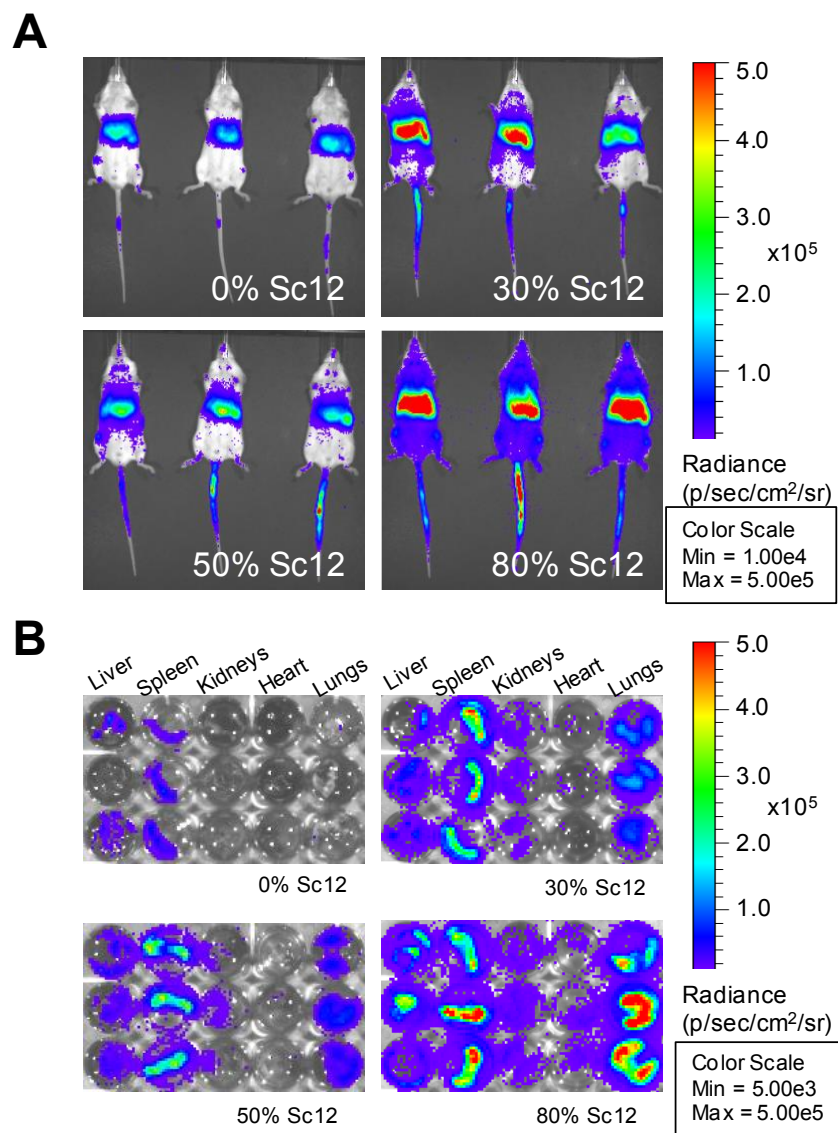 A
0% Sc12
30% Sc12
50% Sc12
80% Sc12
5.0
4.0
3.0
x10⁵
2.0
1.0
Radiance
(p/sec/cm²/sr)
Color Scale
Min = 1.00e4
Max = 5.00e5
B
Liver Spleen Kidneys Heart Lungs
Liver Spleen Kidneys Heart Lungs
0% Sc12
30% Sc12
50% Sc12
80% Sc12
5.0
4.0
3.0
x10⁵
2.0
1.0
Radiance
(p/sec/cm²/sr)
Color Scale
Min = 5.00e3
Max = 5.00e5